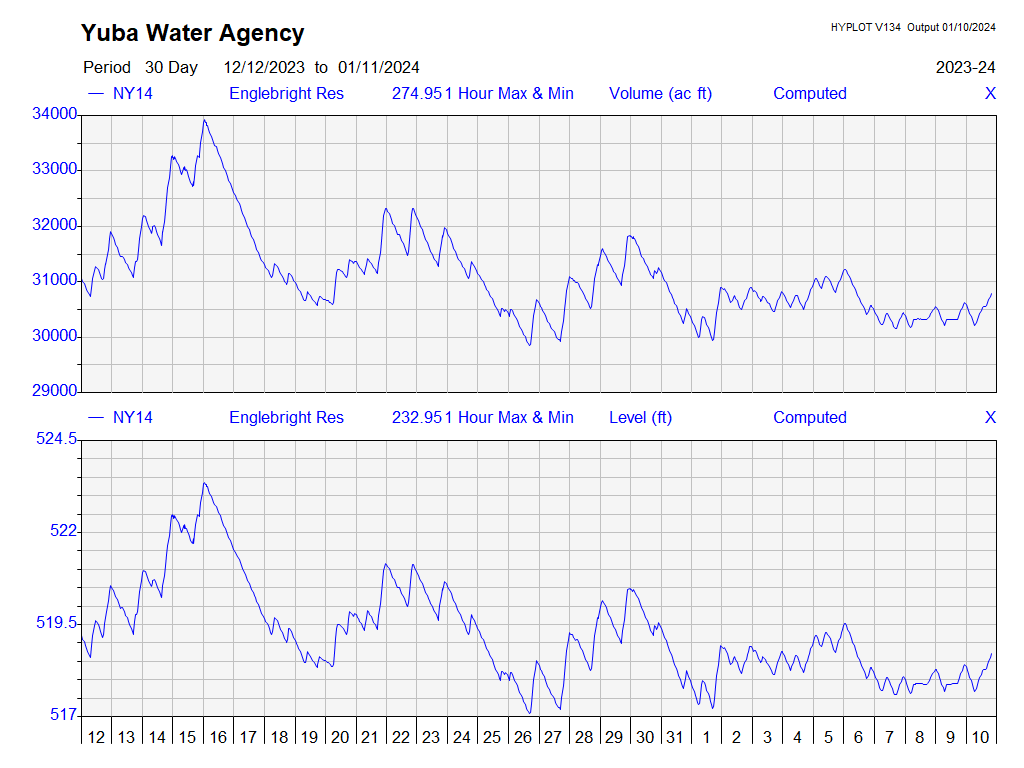 Yuba Water Agency
HYPLOT V134 Output 01/10/2024
Period 30 Day 12/12/2023 to 01/11/2024 2023-24
NY14 Englebright Res 274.951 Hour Max & Min Volume (ac ft) Computed X
34000
33000
32000
31000
30000
29000
NY14 Englebright Res 232.951 Hour Max & Min Level (ft) Computed X
524.5
522
519.5
517
12 13 14 15 16 17 18 19 20 21 22 23 24 25 26 27 28 29 30 31 1 2 3 4 5 6 7 8 9 10